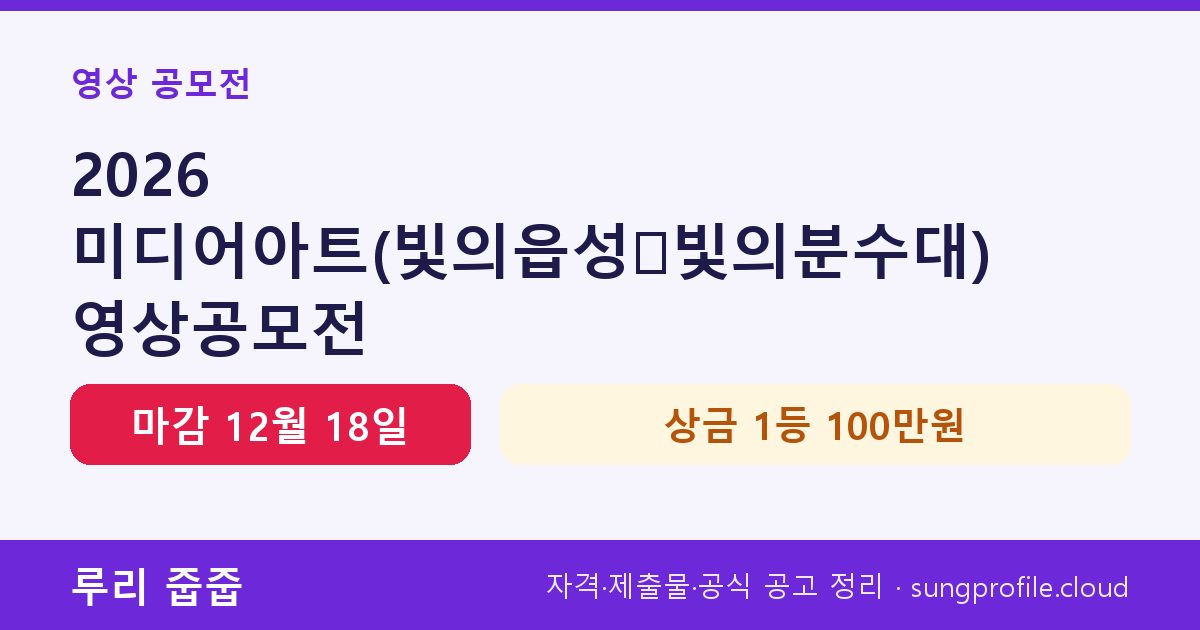 영상 공모전
2026
미디어아트(빛의읍성▯빛의분수대)
영상공모전
마감 12월 18일
상금 1등 100만원
루리 줍줍
자격·제출물·공식 공고 정리 · sungprofile.cloud